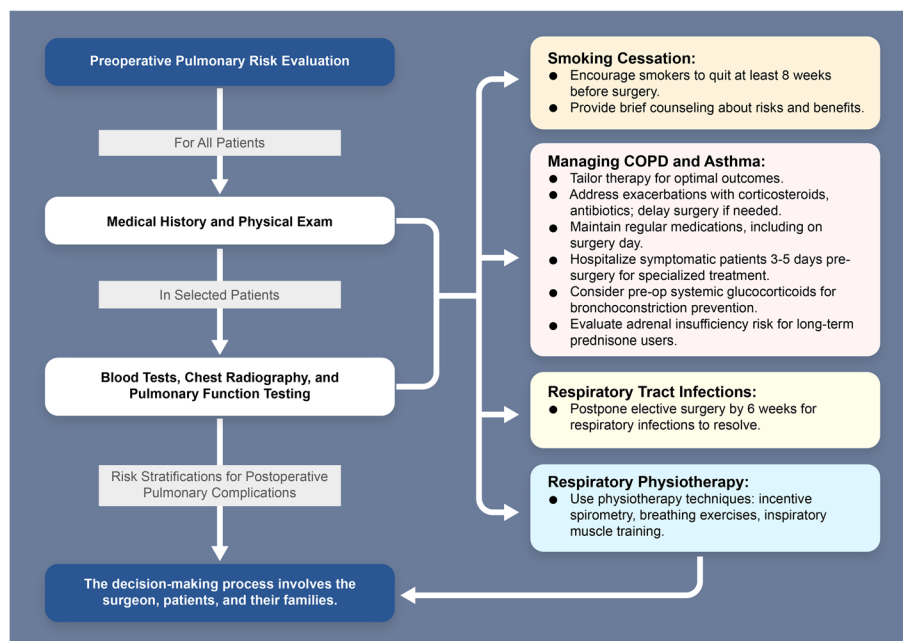 Preoperative Pulmonary Risk Evaluation
For All Patients
Medical History and Physical Exam
In Selected Patients
Blood Tests, Chest Radiography, and
Pulmonary Function Testing
Risk Stratifications for Postoperative
Pulmonary Complications
The decision-making process involves the
surgeon, patients, and their families.
Smoking Cessation:
● Encourage smokers to quit at least 8 weeks
before surgery.
● Provide brief counseling about risks and benefits.
Managing COPD and Asthma:
● Tailor therapy for optimal outcomes.
● Address exacerbations with corticosteroids,
antibiotics; delay surgery if needed.
● Maintain regular medications, including on
surgery day.
● Hospitalize symptomatic patients 3-5 days pre-
surgery for specialized treatment.
● Consider pre-op systemic glucocorticoids for
bronchoconstriction prevention.
● Evaluate adrenal insufficiency risk for long-term
prednisone users.
Respiratory Tract Infections:
● Postpone elective surgery by 6 weeks for
respiratory infections to resolve.
Respiratory Physiotherapy:
● Use physiotherapy techniques: incentive
spirometry, breathing exercises, inspiratory
muscle training.